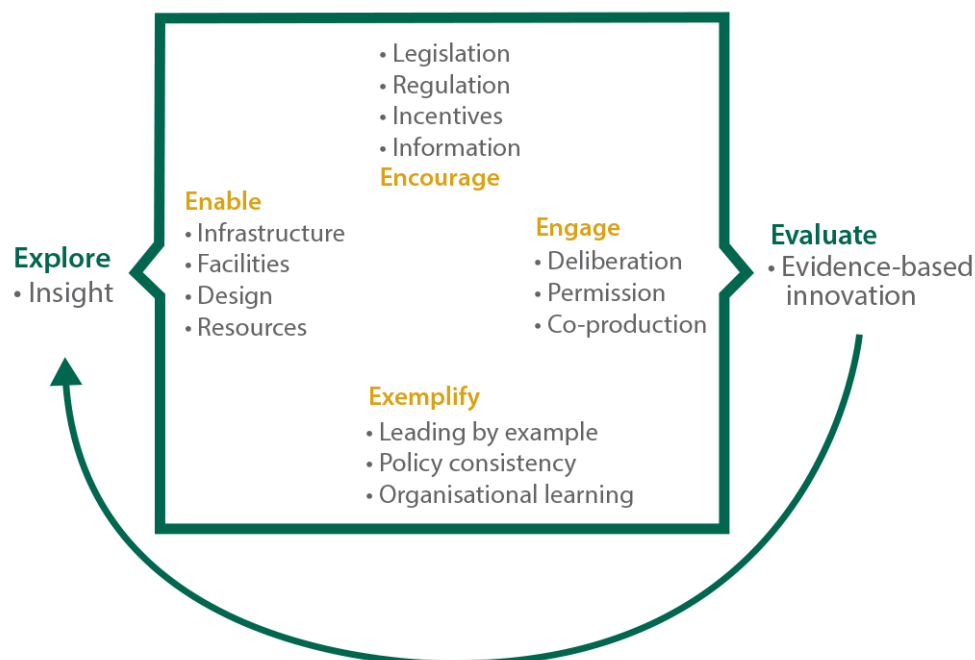 • Legislation
• Regulation
• Incentives
• Information
Encourage
Enable
• Infrastructure
• Facilities
• Design
• Resources
Engage
• Deliberation
• Permission
• Co-production
Explore
• Insight
Evaluate
• Evidence-based
innovation
Exemplify
• Leading by example
• Policy consistency
• Organisational learning